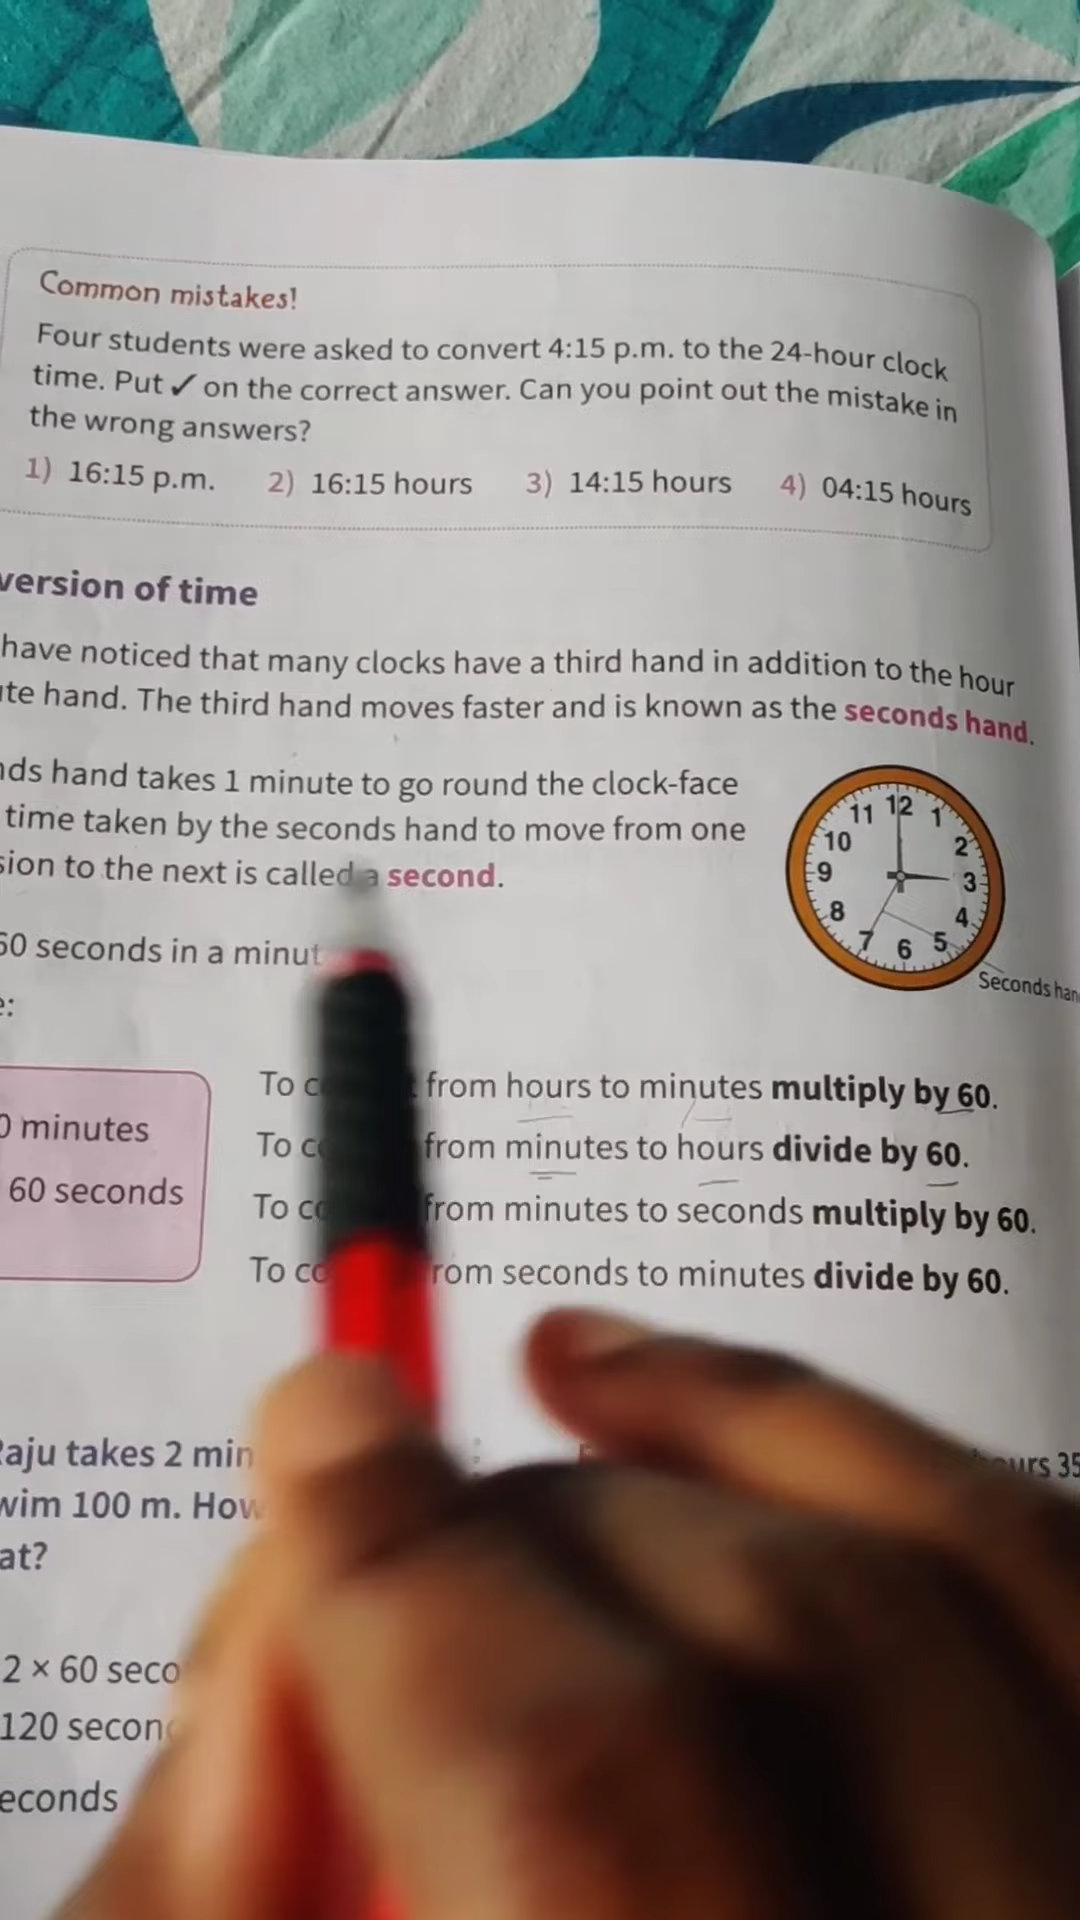 Common mistakes!
Four students were asked to convert 4:15 p.m. to the 24-hour clock
time. Put ✓ on the correct answer. Can you point out the mistake in
the wrong answers?
1) 16:15 p.m. 2) 16:15 hours 3) 14:15 hours 4) 04:15 hours
version of time
have noticed that many clocks have a third hand in addition to the hour
ute hand. The third hand moves faster and is known as the seconds hand.
nds hand takes 1 minute to go round the clock-face
time taken by the seconds hand to move from one
sion to the next is called a second.
11 12 1
10 2
9 3
8 4
7 6 5
Seconds han
60 seconds in a minut
e:
0 minutes
60 seconds
To from hours to minutes multiply by 60.
To from minutes to hours divide by 60.
To from minutes to seconds multiply by 60.
To from seconds to minutes divide by 60.
Raju takes 2 min
wim 100 m. How
at?
ours 35
2 × 60 seco
120 secon
econds